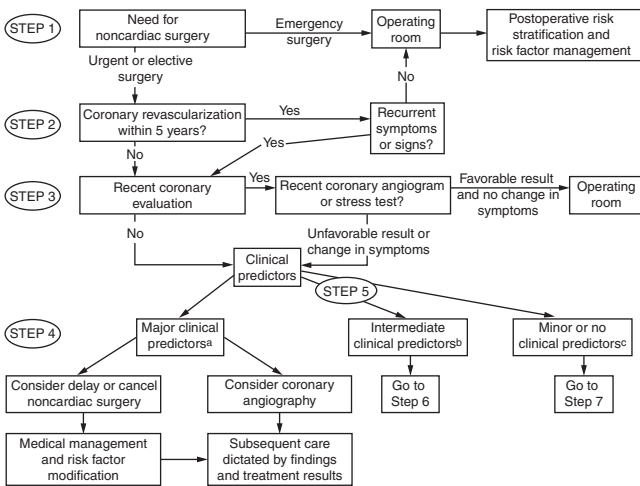 STEP 1
Need for
noncardiac surgery
Emergency
surgery
Operating
room
Postoperative risk
stratification and
risk factor management
Urgent or elective
surgery
No
STEP 2
Coronary revascularization
within 5 years?
Yes
Recurrent
symptoms
or signs?
Yes
No
STEP 3
Recent coronary
evaluation
Yes
Recent coronary angiogram
or stress test?
Favorable result
and no change in
symptoms
Operating
room
No
Unfavorable result or
change in symptoms
Clinical
predictors
STEP 5
STEP 4
Major clinical
predictorsᵃ
Intermediate
clinical predictorsᵇ
Minor or no
clinical predictorsᶜ
Consider delay or cancel
noncardiac surgery
Consider coronary
angiography
Go to
Step 6
Go to
Step 7
Medical management
and risk factor
modification
Subsequent care
dictated by findings
and treatment results